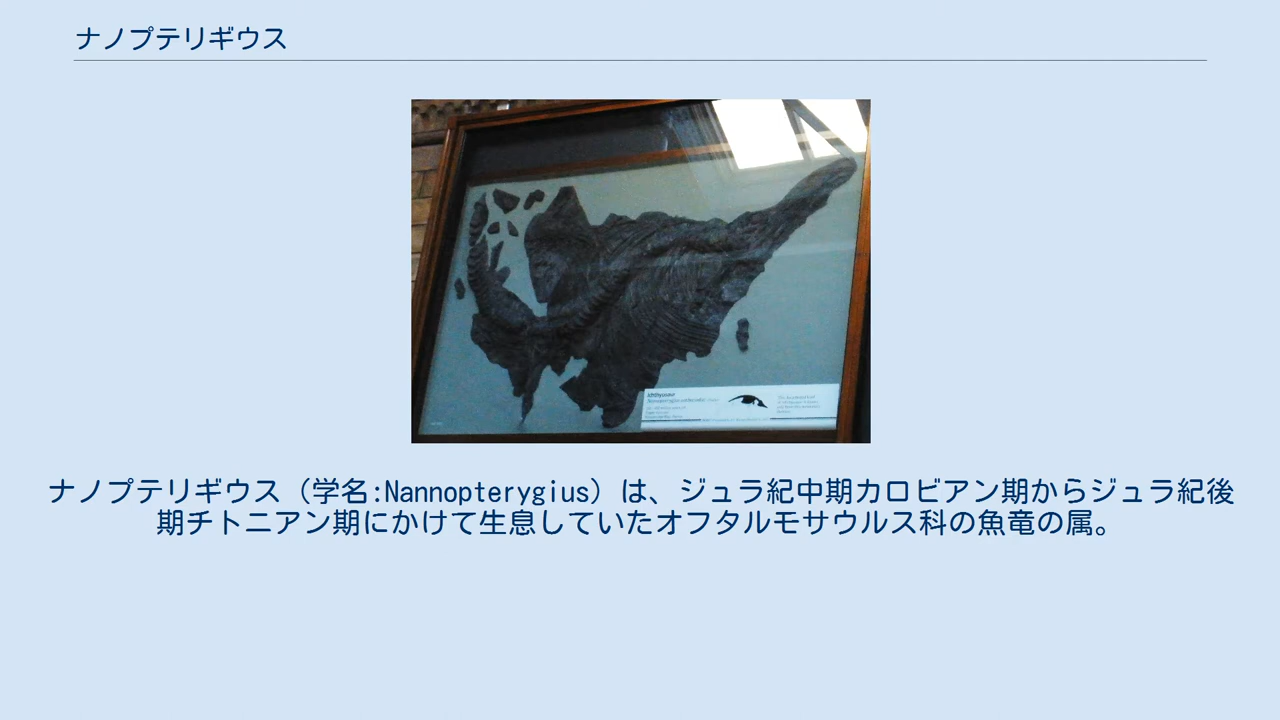 ナノプテリギウス
Ichthyosaur
ナノプテリギウス（学名:Nannopterygius）は、ジュラ紀中期カロビアン期からジュラ紀後
期チトニアン期にかけて生息していたオフタルモサウルス科の魚竜の属。